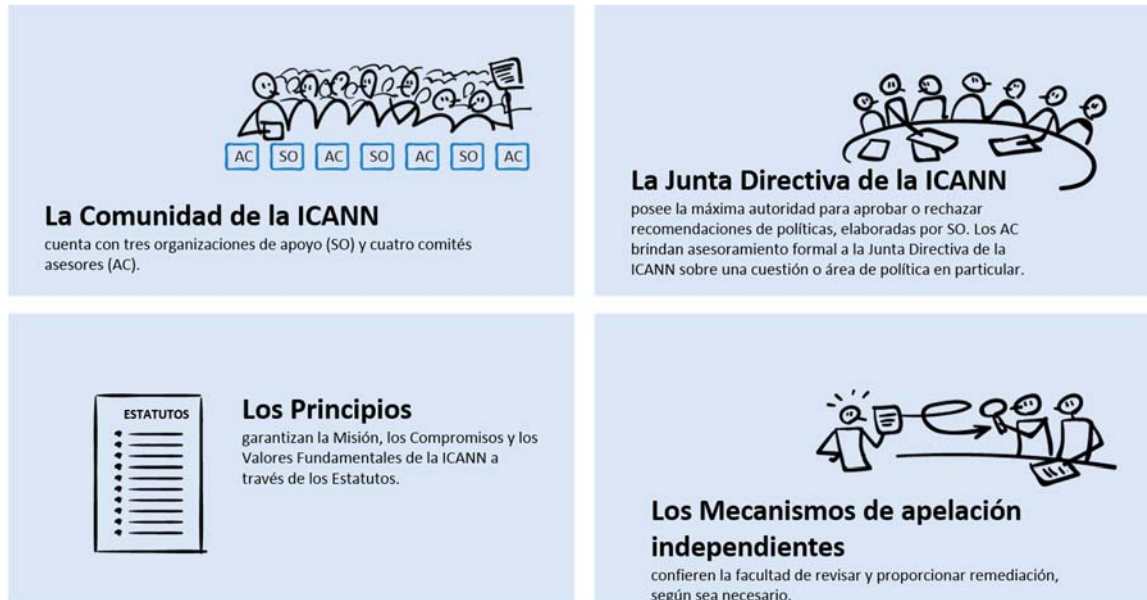 AC SO AC SO AC SO AC
La Comunidad de la ICANN
cuenta con tres organizaciones de apoyo (SO) y cuatro comités
asesores (AC).
La Junta Directiva de la ICANN
posee la máxima autoridad para aprobar o rechazar
recomendaciones de políticas, elaboradas por SO. Los AC
brindan asesoramiento formal a la Junta Directiva de la
ICANN sobre una cuestión o área de política en particular.
ESTATUTOS
Los Principios
garantizan la Misión, los Compromisos y los
Valores Fundamentales de la ICANN a
través de los Estatutos.
Los Mecanismos de apelación
independientes
confieren la facultad de revisar y proporcionar remediación,
según sea necesario.